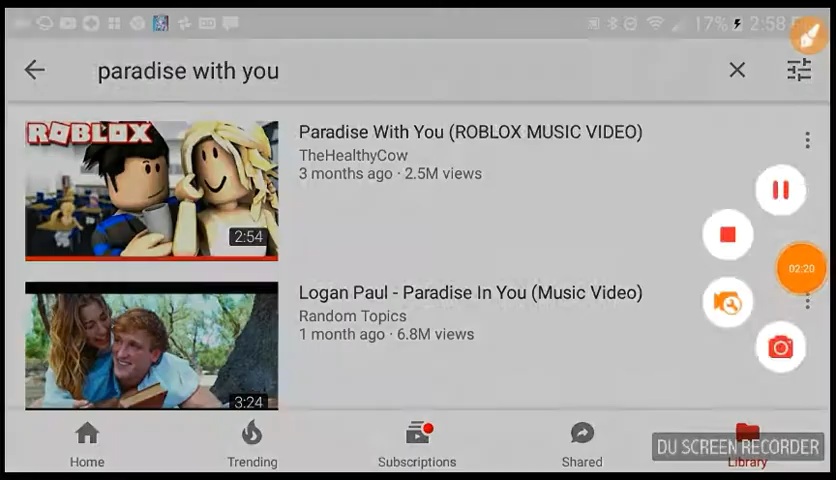 17% 2:58
paradise with you
ROBLOX
Paradise With You (ROBLOX MUSIC VIDEO)
TheHealthyCow
3 months ago · 2.5M views
2:54
02:20
Logan Paul - Paradise In You (Music Video)
Random Topics
1 month ago · 6.8M views
3:24
DU SCREEN RECORDER
Home
Trending
Subscriptions
Shared
Library